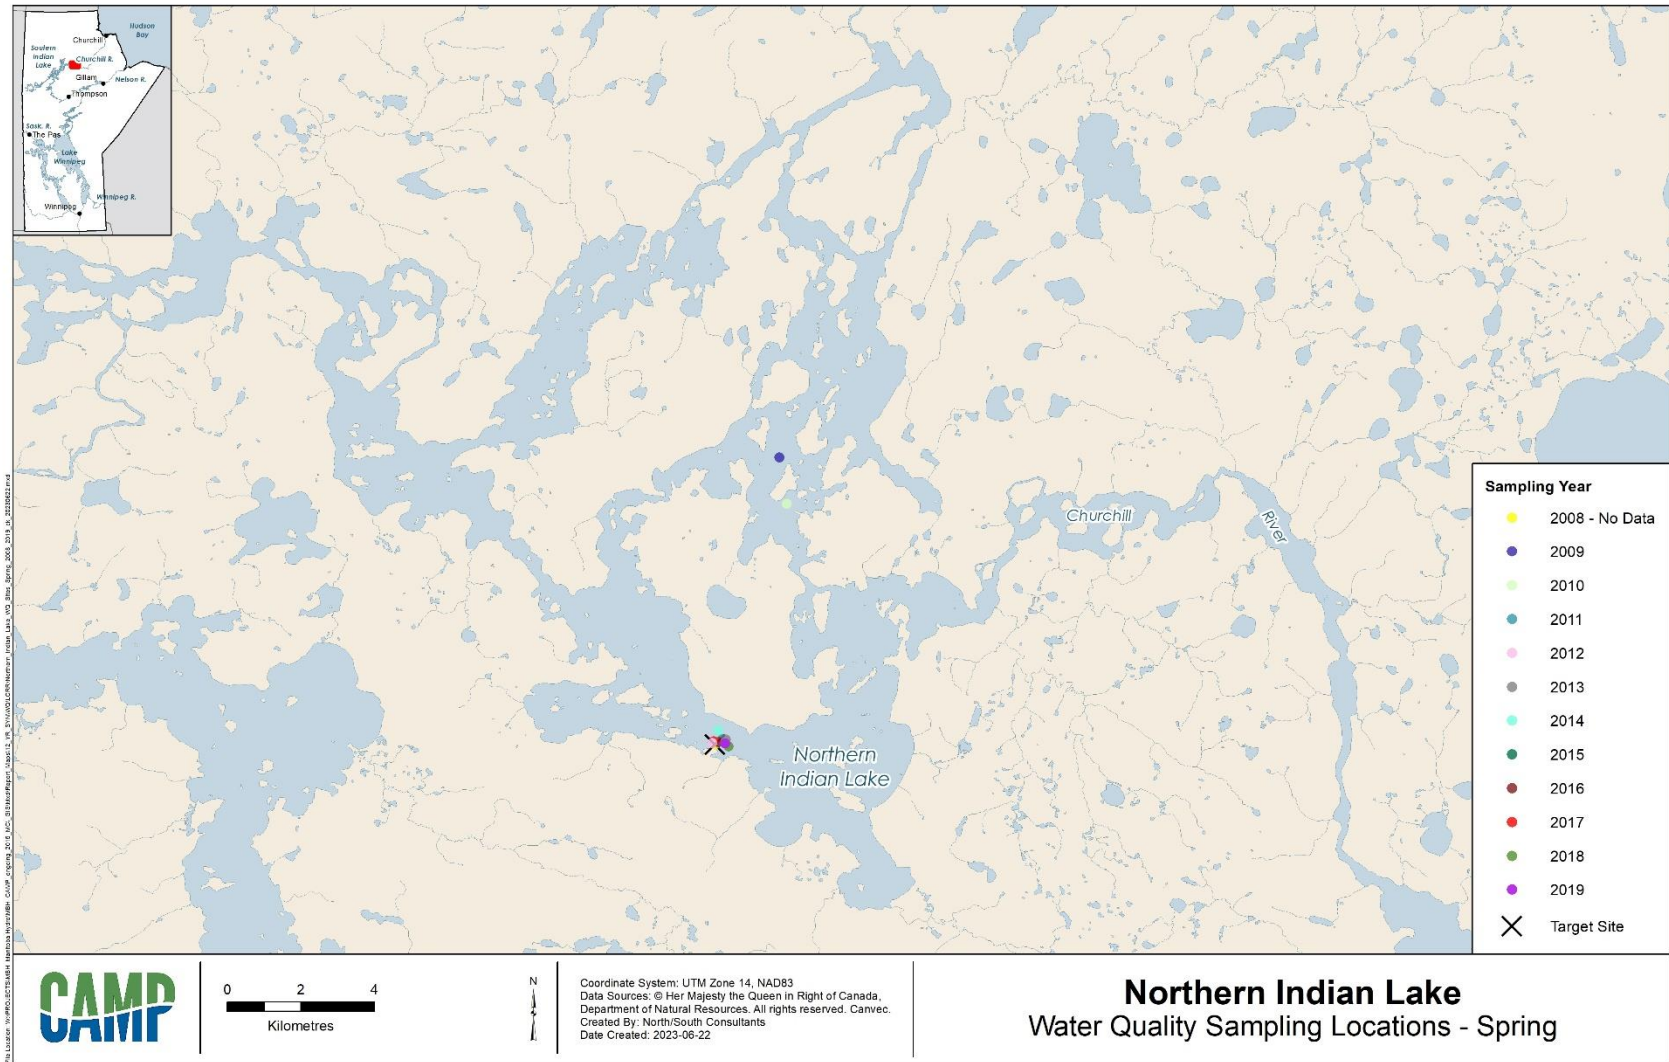 Hudson
Bay
Churchill
Southern
Indian
Lake
Churchill R.
Gillam
Nelson R.
Thompson
Sask. R.
The Pas
Lake
Winnipeg
Winnipeg R.
Winnipeg
Churchill
River
Northern
Indian Lake
Sampling Year
2008 - No Data
2009
2010
2011
2012
2013
2014
2015
2016
2017
2018
2019
Target Site
CAMP
0 2 4
Kilometres
N
Coordinate System: UTM Zone 14, NAD83
Data Sources: © Her Majesty the Queen in Right of Canada,
Department of Natural Resources. All rights reserved. Canvec.
Created By: North/South Consultants
Date Created: 2023-06-22
Northern Indian Lake
Water Quality Sampling Locations - Spring